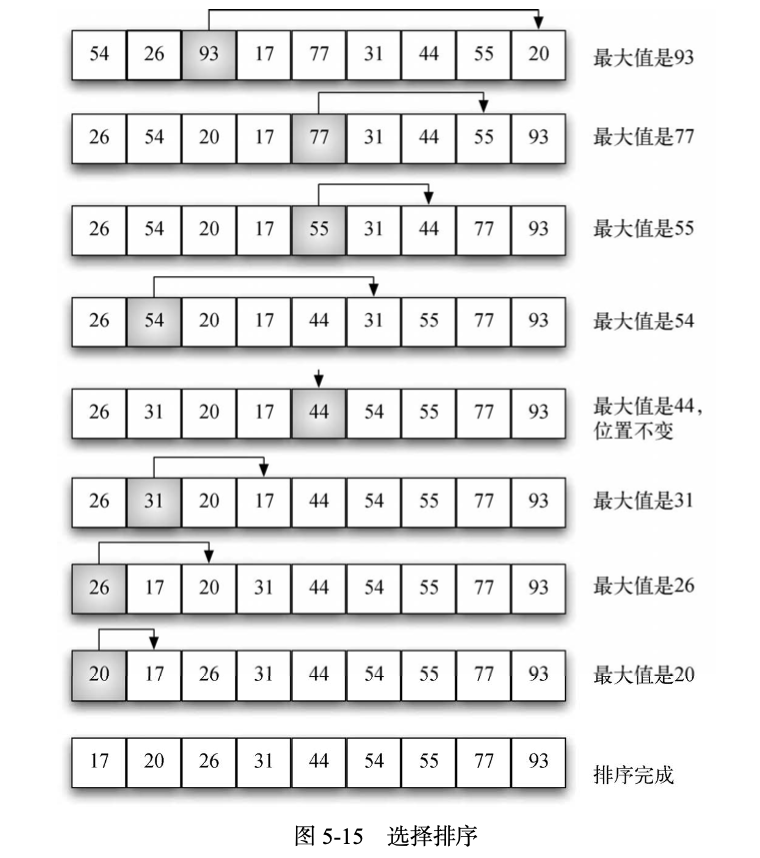 54 26 93 17 77 31 44 55 20 最大值是93
26 54 20 17 77 31 44 55 93 最大值是77
26 54 20 17 55 31 44 77 93 最大值是55
26 54 20 17 44 31 55 77 93 最大值是54
26 31 20 17 44 54 55 77 93 最大值是44，
位置不变
26 31 20 17 44 54 55 77 93 最大值是31
26 17 20 31 44 54 55 77 93 最大值是26
20 17 26 31 44 54 55 77 93 最大值是20
17 20 26 31 44 54 55 77 93 排序完成
图 5-15 选择排序